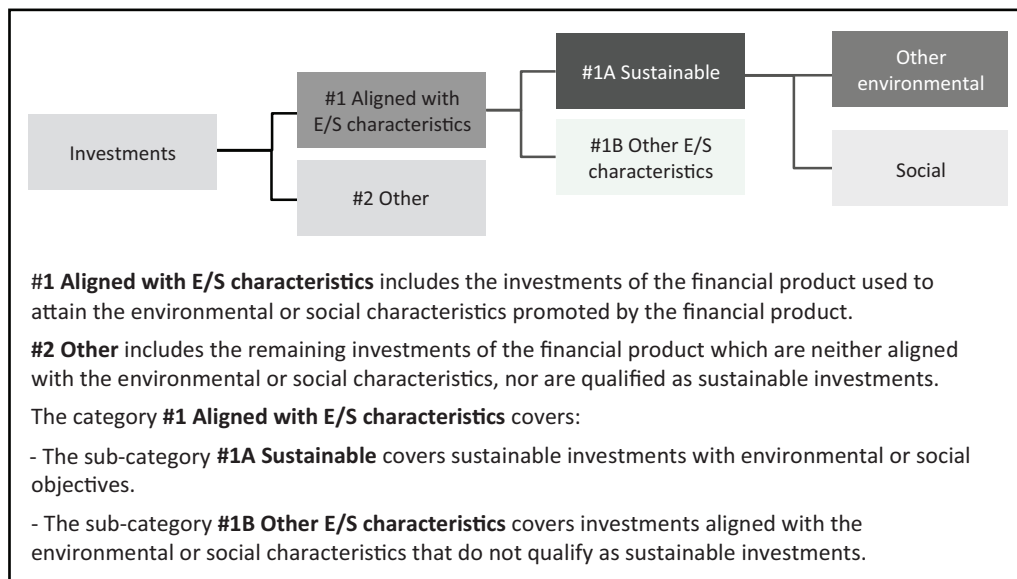 Investments
#1 Aligned with
E/S characteristics
#2 Other
#1A Sustainable
#1B Other E/S
characteristics
Other
environmental
Social
#1 Aligned with E/S characteristics includes the investments of the financial product used to
attain the environmental or social characteristics promoted by the financial product.
#2 Other includes the remaining investments of the financial product which are neither aligned
with the environmental or social characteristics, nor are qualified as sustainable investments.
The category #1 Aligned with E/S characteristics covers:
- The sub-category #1A Sustainable covers sustainable investments with environmental or social
objectives.
- The sub-category #1B Other E/S characteristics covers investments aligned with the
environmental or social characteristics that do not qualify as sustainable investments.